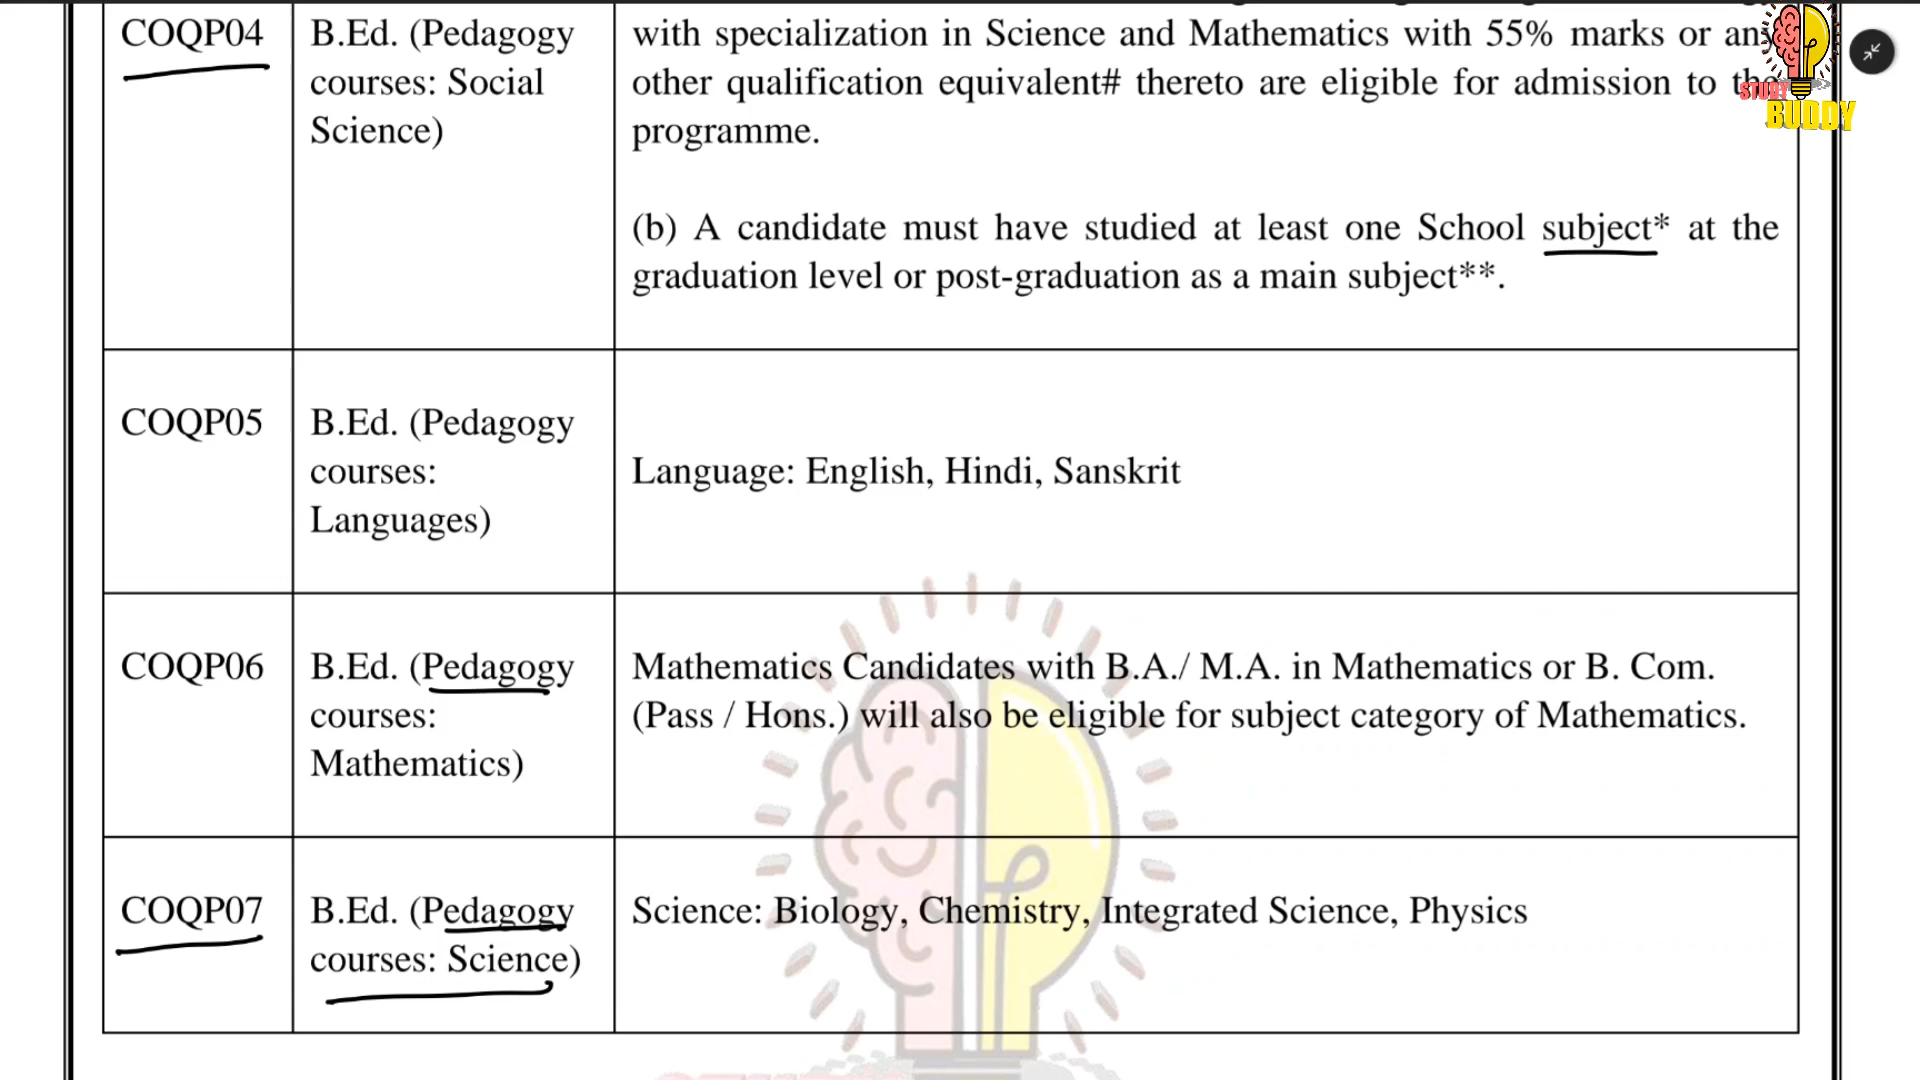 COQP04
B.Ed. (Pedagogy
courses: Social
Science)
with specialization in Science and Mathematics with 55% marks or any
other qualification equivalent# thereto are eligible for admission to the
programme.
(b) A candidate must have studied at least one School subject* at the
graduation level or post-graduation as a main subject**.
STUDY
BUDDY
COQP05
B.Ed. (Pedagogy
courses:
Languages)
Language: English, Hindi, Sanskrit
COQP06
B.Ed. (Pedagogy
courses:
Mathematics)
Mathematics Candidates with B.A./ M.A. in Mathematics or B. Com.
(Pass / Hons.) will also be eligible for subject category of Mathematics.
COQP07
B.Ed. (Pedagogy
courses: Science)
Science: Biology, Chemistry, Integrated Science, Physics